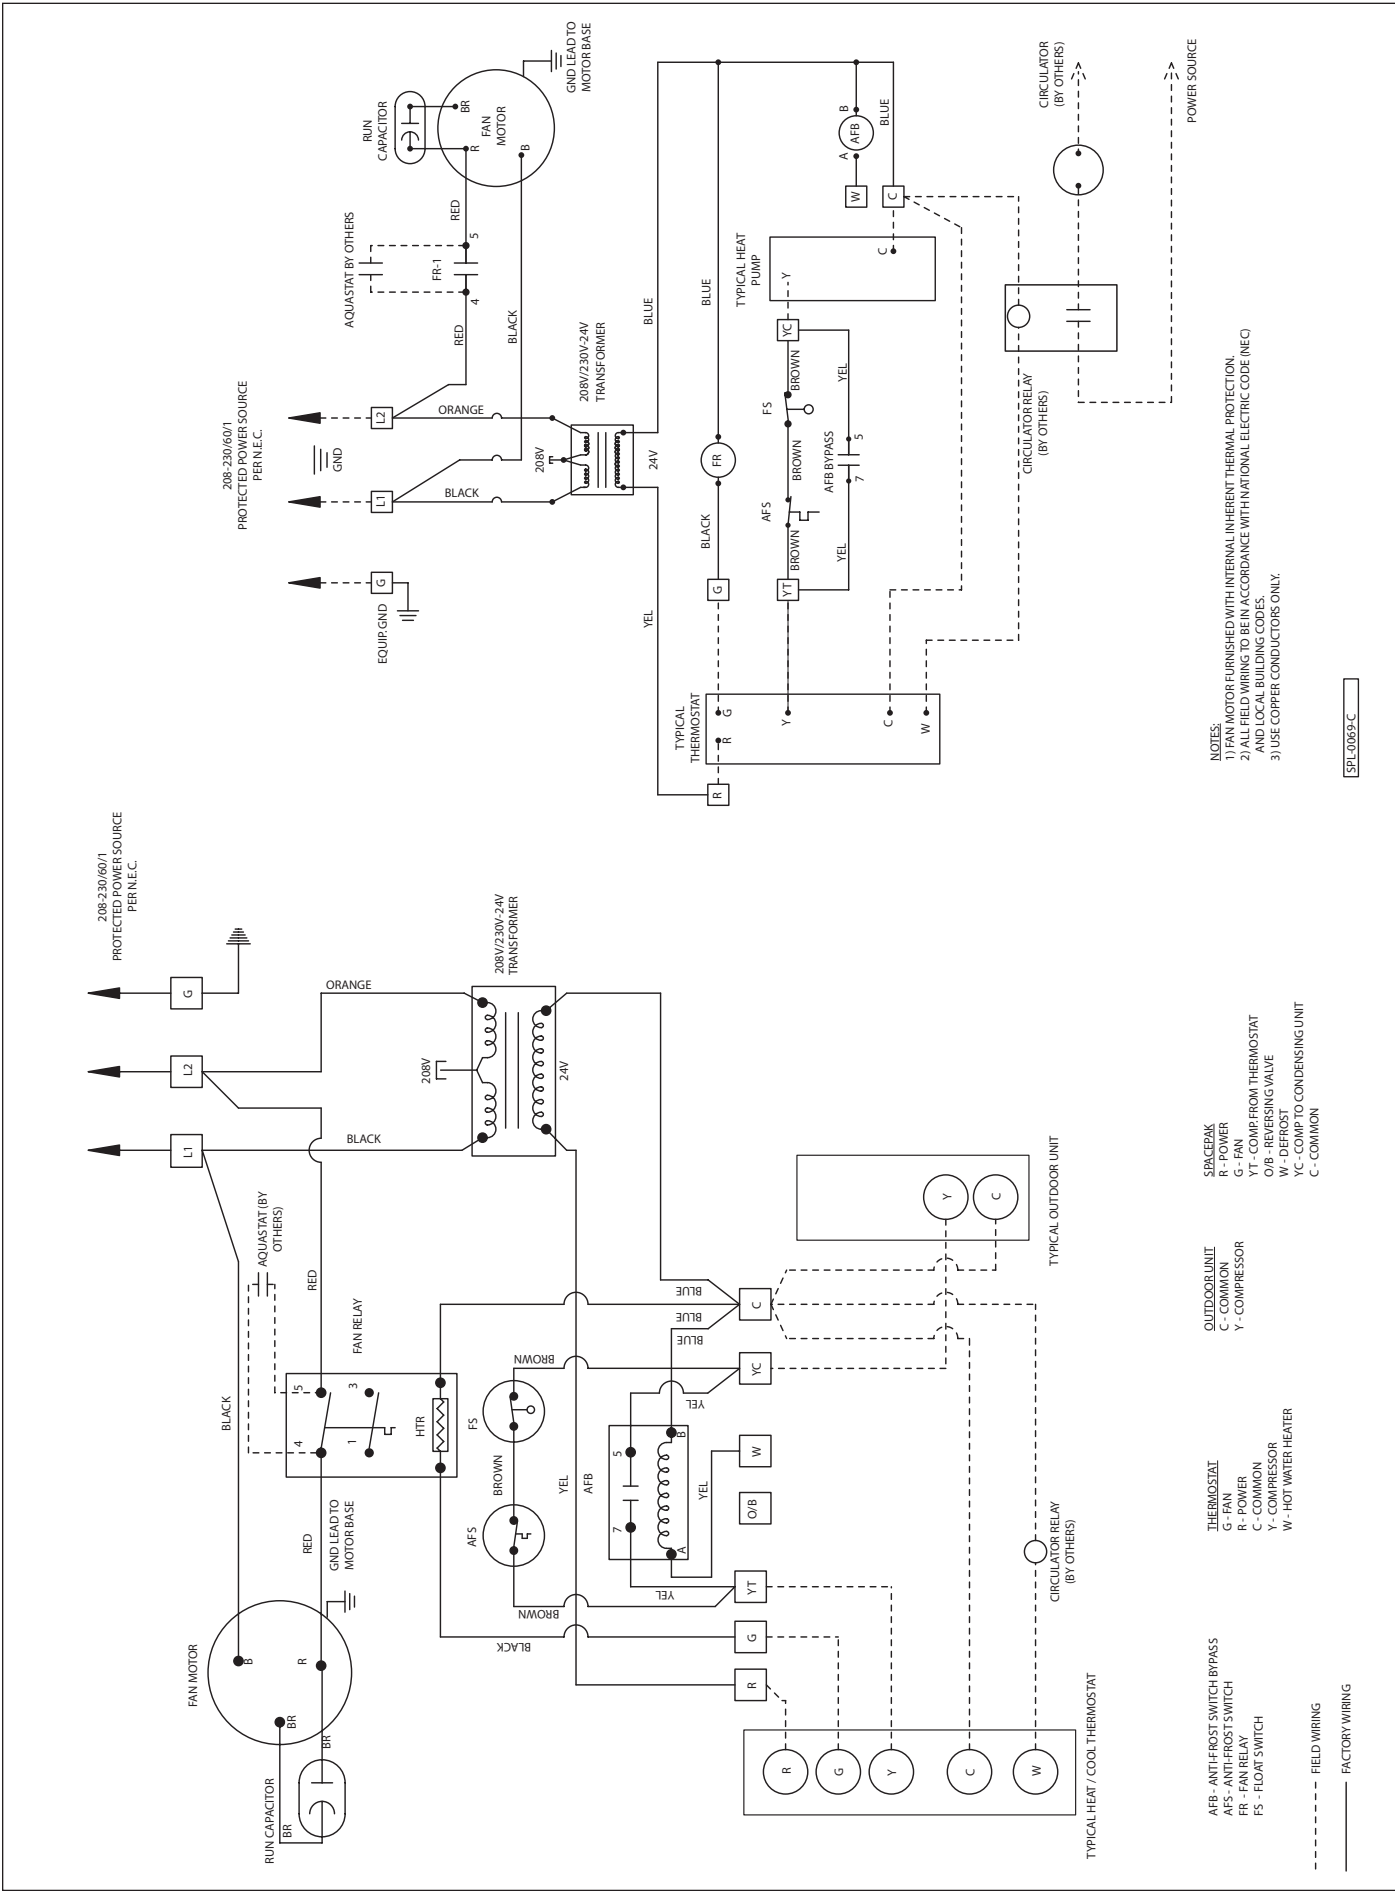 FAN MOTOR
B
R
BR
BR
BR
RUN CAPACITOR
GND LEAD TO
MOTOR BASE
RED
BLACK
4
5
1
3
FAN RELAY
HTR
AQUASTAT (BY
OTHERS)
RED
L1
L2
G
208-230/60/1
PROTECTED POWER SOURCE
PER N.E.C.
BLACK
ORANGE
208V
208V/230V-24V
TRANSFORMER
24V
AFS
BROWN
FS
BROWN
BROWN
BLACK
YEL
AFB
7
5
A
B
YEL
YEL
YEL
BLUE
BLUE
BLUE
R
G
YT
O/B
W
YC
C
R
G
Y
C
W
TYPICAL HEAT / COOL THERMOSTAT
CIRCULATOR RELAY
(BY OTHERS)
Y
C
TYPICAL OUTDOOR UNIT
AFB - ANTI-FROST SWITCH BYPASS
AFS - ANTI-FROST SWITCH
FR - FAN RELAY
FS - FLOAT SWITCH
FIELD WIRING
FACTORY WIRING
THERMOSTAT
G - FAN
R - POWER
C - COMMON
Y - COMPRESSOR
W - HOT WATER HEATER
OUTDOOR UNIT
C - COMMON
Y - COMPRESSOR
SPACEPAK
R - POWER
G - FAN
YT - COMP. FROM THERMOSTAT
O/B - REVERSING VALVE
W - DEFROST
YC - COMP TO CONDENSING UNIT
C - COMMON
208-230/60/1
PROTECTED POWER SOURCE
PER N.E.C.
EQUIP.GND
G
L1
GND
L2
BLACK
ORANGE
208V
208V/230V-24V
TRANSFORMER
24V
RED
BLACK
AQUASTAT BY OTHERS
FR-1
4
5
RED
RUN
CAPACITOR
R
BR
B
FAN
MOTOR
GND LEAD TO
MOTOR BASE
YEL
BLUE
TYPICAL
THERMOSTAT
R
R
G
Y
C
W
G
BLACK
FR
BLUE
YT
BROWN
AFS
BROWN
FS
BROWN
YC
YEL
AFB BYPASS
7
5
YEL
TYPICAL HEAT
PUMP
Y
C
W
A
AFB
B
C
BLUE
CIRCULATOR RELAY
(BY OTHERS)
CIRCULATOR
(BY OTHERS)
POWER SOURCE
NOTES:
1) FAN MOTOR FURNISHED WITH INTERNAL INHERENT THERMAL PROTECTION.
2) ALL FIELD WIRING TO BE IN ACCORDANCE WITH NATIONAL ELECTRIC CODE (NEC)
AND LOCAL BUILDING CODES.
3) USE COPPER CONDUCTORS ONLY.
SPL-0069-C